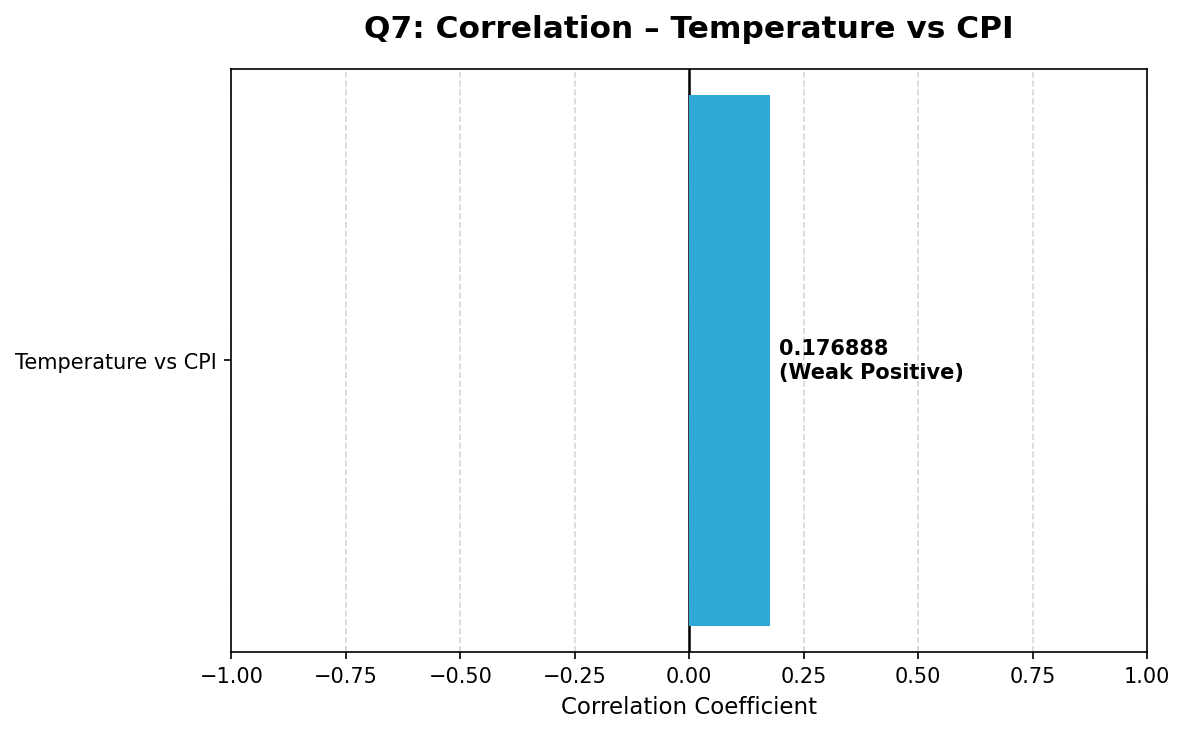 Q7: Correlation – Temperature vs CPI
Temperature vs CPI
0.176888
(Weak Positive)
−1.00 −0.75 −0.50 −0.25 0.00 0.25 0.50 0.75 1.00
Correlation Coefficient